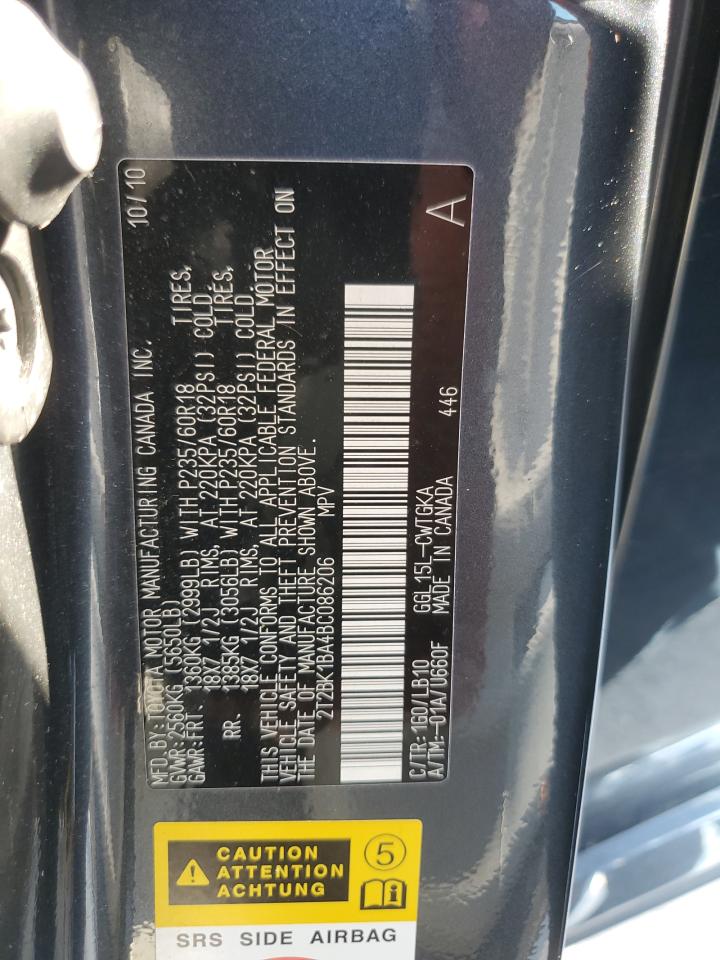 MFD.BY:TOYOTA MOTOR MANUFACTURING CANADA INC. 10/10
GVWR:2560KG (5650LB)
GAWR:FRT. 1360KG (2999LB) WITH P235/60R18 TIRES,
18X7 1/2J RIMS, AT 220KPA (32PSI) COLD.
RR. 1385KG (3056LB) WITH P235/60R18 TIRES,
18X7 1/2J RIMS, AT 220KPA (32PSI) COLD.
THIS VEHICLE CONFORMS TO ALL APPLICABLE FEDERAL MOTOR
VEHICLE SAFETY AND THEFT PREVENTION STANDARDS IN EFFECT ON
THE DATE OF MANUFACTURE SHOWN ABOVE.
2T2BK1BA4BC086206 MPV
C/TR:1G0/LB10 GGL15L-CWTGKA
A/TM:-01A/U660F MADE IN CANADA 446 A
CAUTION
ATTENTION
ACHTUNG
5
SRS SIDE AIRBAG